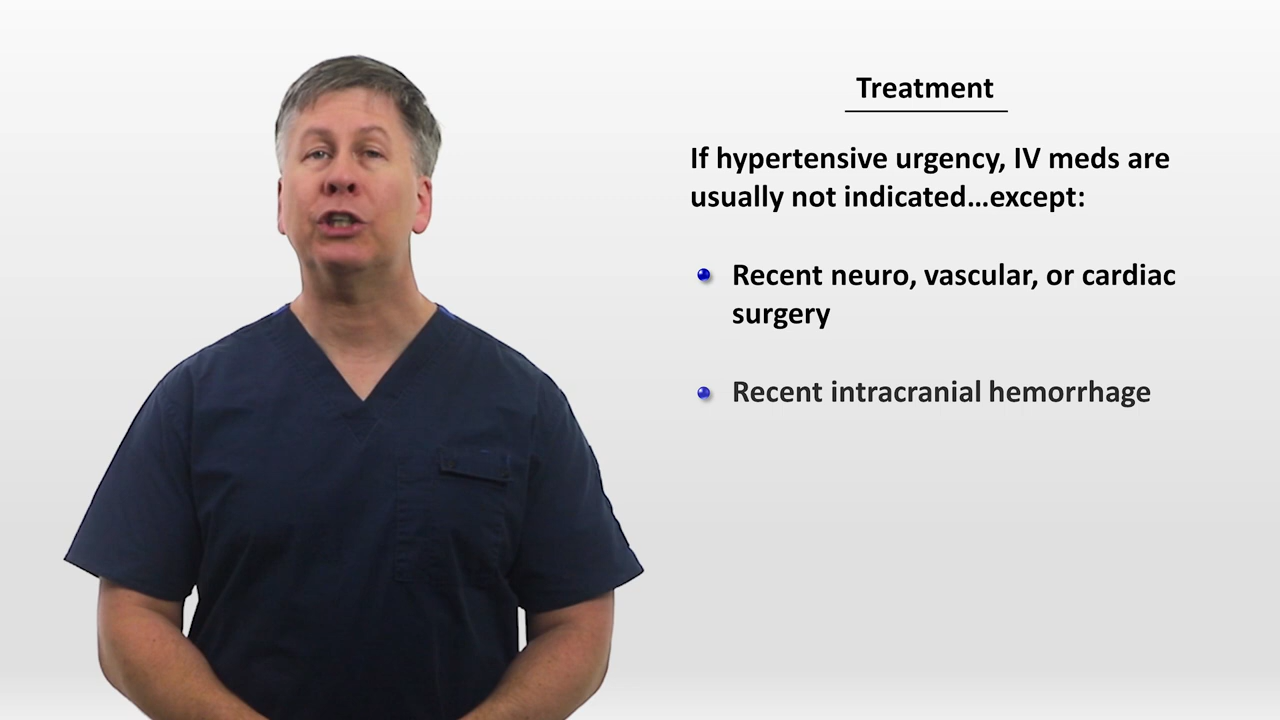 Treatment
If hypertensive urgency, IV meds are
usually not indicated...except:
Recent neuro, vascular, or cardiac
surgery
Recent intracranial hemorrhage